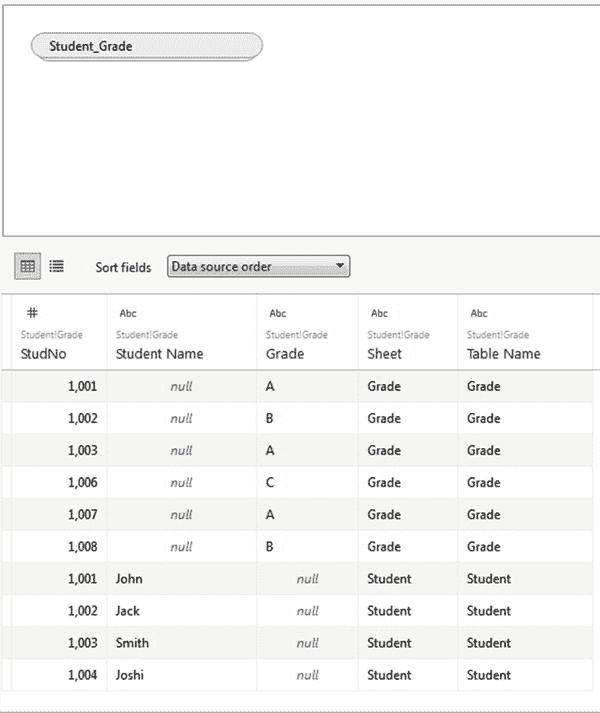 Student_Grade
Sort fields Data source order
# Abc Abc Abc Abc
Student!Grade Student!Grade Student!Grade Student!Grade Student!Grade
StudNo Student Name Grade Sheet Table Name
1,001 null A Grade Grade
1,002 null B Grade Grade
1,003 null A Grade Grade
1,006 null C Grade Grade
1,007 null A Grade Grade
1,008 null B Grade Grade
1,001 John null Student Student
1,002 Jack null Student Student
1,003 Smith null Student Student
1,004 Joshi null Student Student